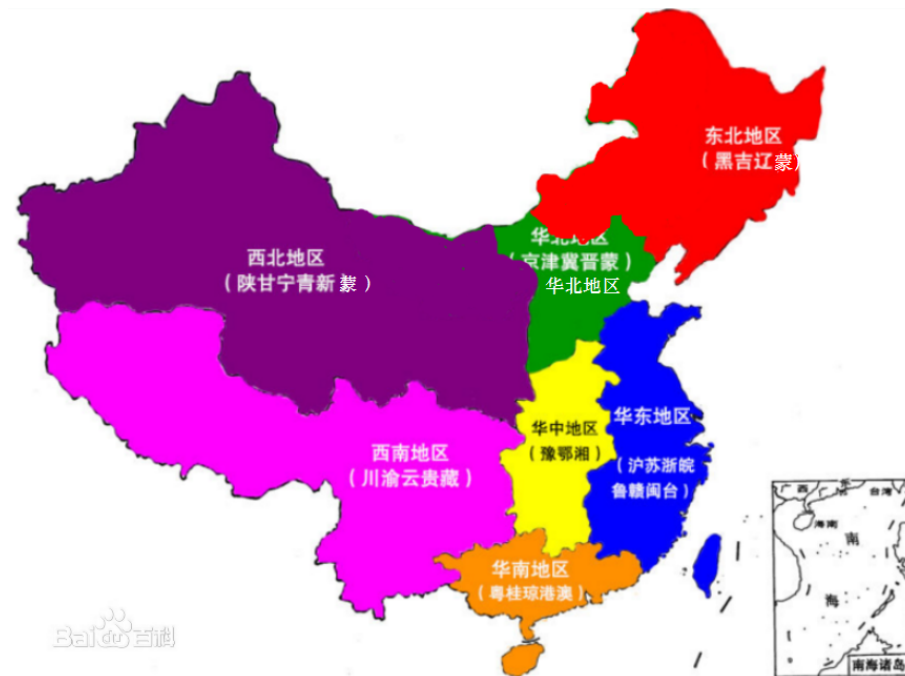 东北地区
（黑吉辽蒙）
华北地区
（京津冀晋蒙）
华北地区
西北地区
（陕甘宁青新蒙）
华东地区
（沪苏浙皖
鲁赣闽台）
华中地区
（豫鄂湘）
西南地区
（川渝云贵藏）
华南地区
（粤桂琼港澳）
广西
广东
台湾
海南
南
海
南海诸岛
Bai百科